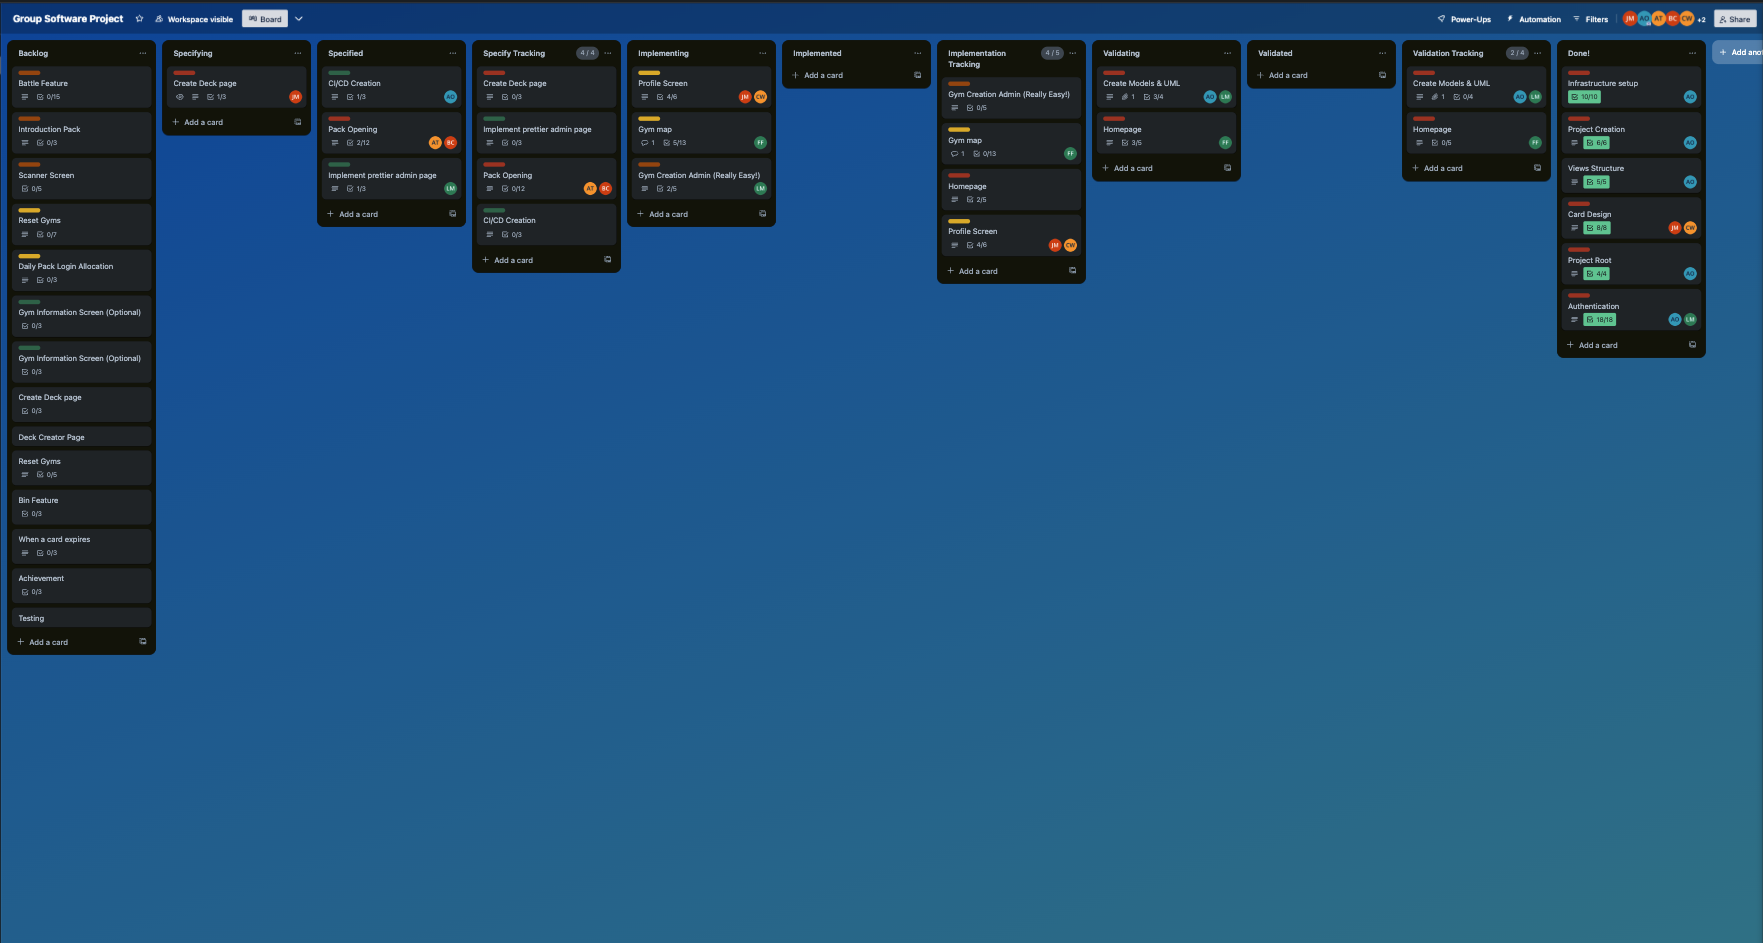 Group Software Project
Workspace visible
Board
Power-Ups
Automation
Filters
JM
AO
AT
BC
CW
+2
Share
Backlog
Battle Feature
0/15
Introduction Pack
0/3
Scanner Screen
0/5
Reset Gyms
0/7
Daily Pack Login Allocation
0/3
Gym Information Screen (Optional)
0/3
Gym Information Screen (Optional)
0/3
Create Deck page
0/3
Deck Creator Page
Reset Gyms
0/5
Bin Feature
0/3
When a card expires
0/3
Achievement
0/3
Testing
+ Add a card
Specifying
Create Deck page
1/3
JM
+ Add a card
Specified
CI/CD Creation
1/3
AO
Pack Opening
2/12
AT
BC
Implement prettier admin page
1/3
LM
+ Add a card
Specify Tracking
4 / 4
Create Deck page
0/3
Implement prettier admin page
0/3
Pack Opening
0/12
AT
BC
CI/CD Creation
0/3
+ Add a card
Implementing
Profile Screen
4/6
JM
CW
Gym map
1
5/13
FF
Gym Creation Admin (Really Easy!)
2/5
LM
+ Add a card
Implemented
+ Add a card
Implementation
Tracking
4 / 5
Gym Creation Admin (Really Easy!)
0/5
Gym map
1
0/13
FF
Homepage
2/5
Profile Screen
4/6
JM
CW
+ Add a card
Validating
Create Models & UML
1
3/4
AO
LM
Homepage
3/5
FF
+ Add a card
Validated
+ Add a card
Validation Tracking
2 / 4
Create Models & UML
1
0/4
AO
LM
Homepage
0/5
FF
+ Add a card
Done!
Infrastructure setup
10/10
AO
Project Creation
6/6
AO
Views Structure
5/5
AO
Card Design
8/8
JM
CW
Project Root
4/4
AO
Authentication
18/18
AO
LM
+ Add a card
+ Add ano